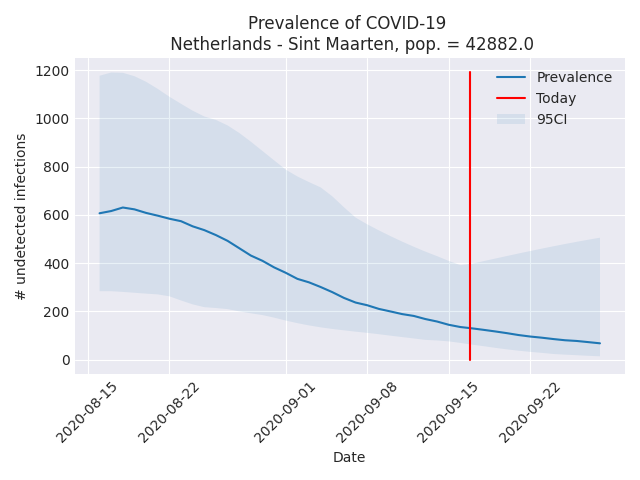 Prevalence of COVID-19
Netherlands - Sint Maarten, pop. = 42882.0
Prevalence
Today
95CI
# undetected infections
1200
1000
800
600
400
200
0
2020-08-15
2020-08-22
2020-09-01
2020-09-08
2020-09-15
2020-09-22
Date